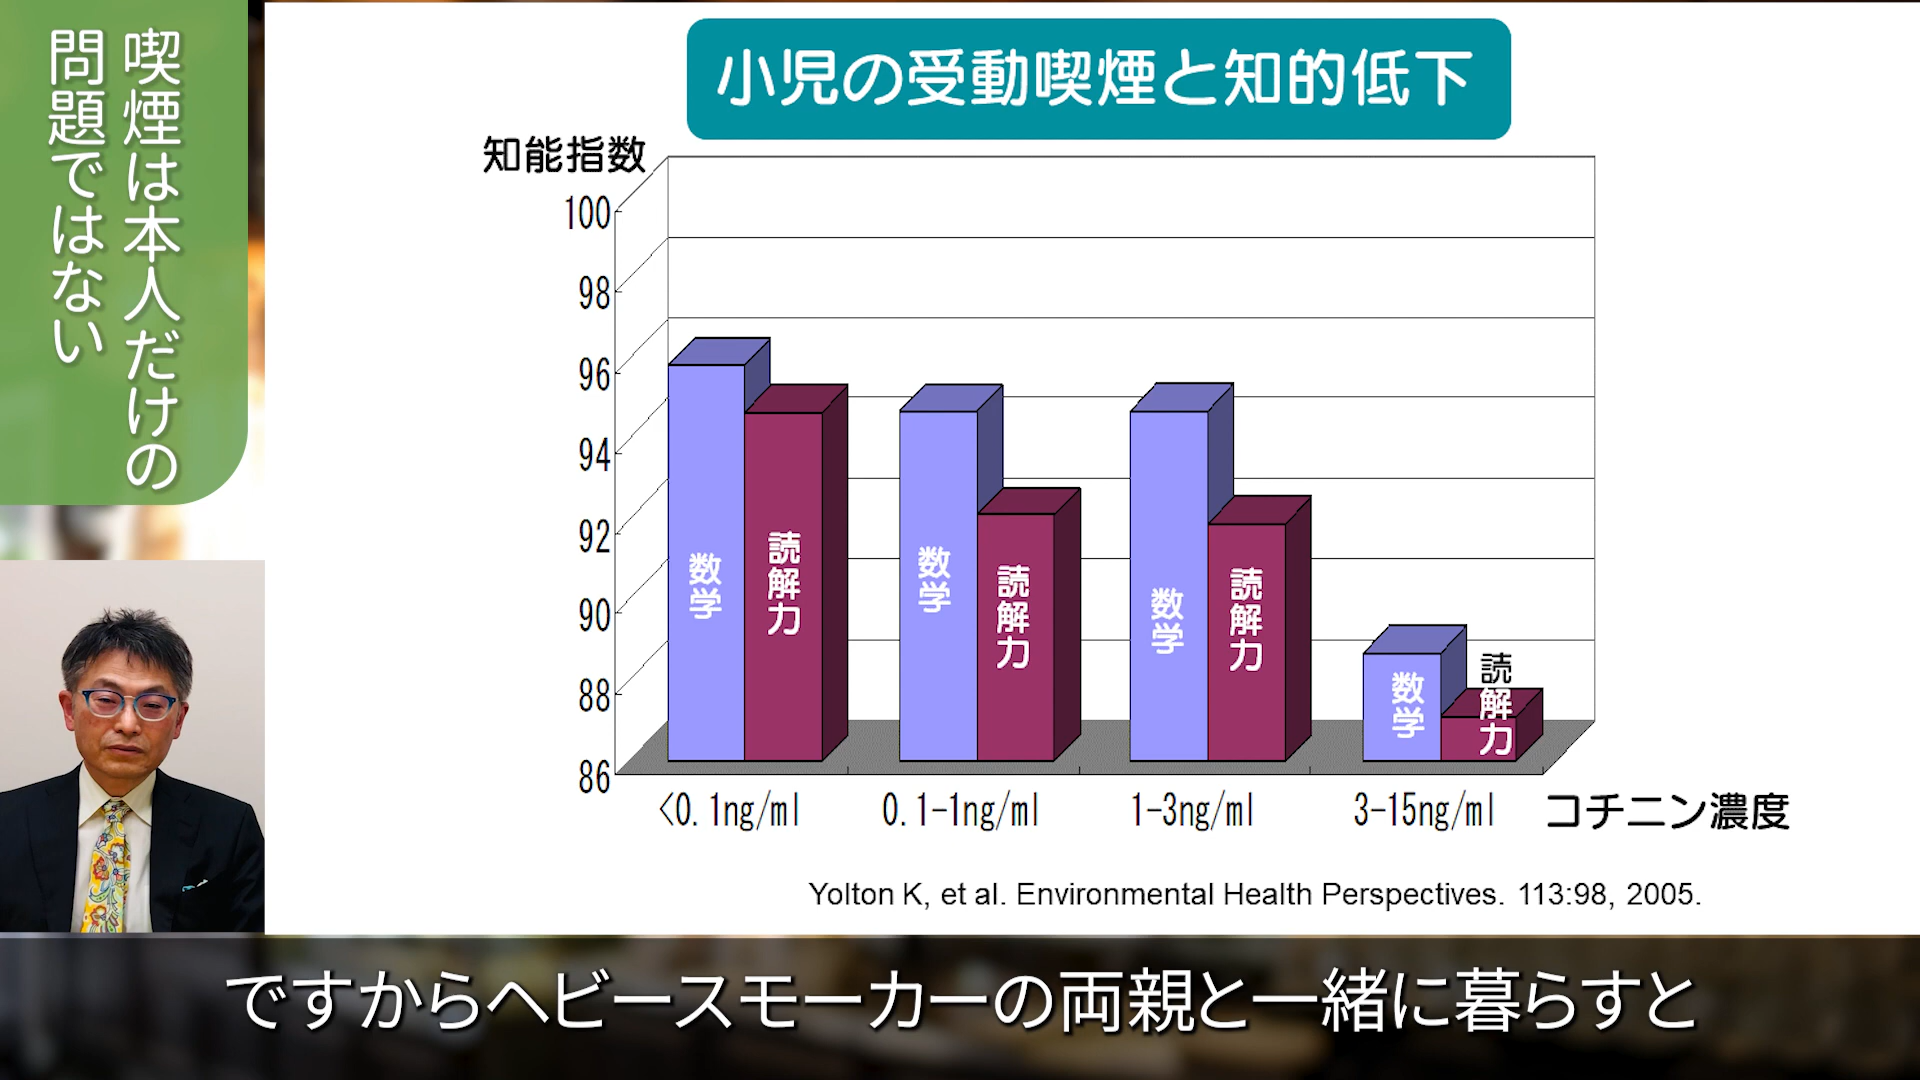 喫煙は本人だけの
問題ではない
小児の受動喫煙と知的低下
知能指数
100
98
96
94
92
90
88
86
数学
読解力
数学
読解力
数学
読解力
数学
読解力
<0.1ng/ml
0.1-1ng/ml
1-3ng/ml
3-15ng/ml
コチニン濃度
Yolton K, et al. Environmental Health Perspectives. 113:98, 2005.
ですからヘビースモーカーの両親と一緒に暮らすと